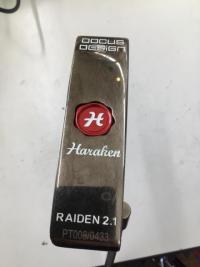 DOCUS
DESIGN
H
Haraken
RAIDEN 2.1
PT008/0433